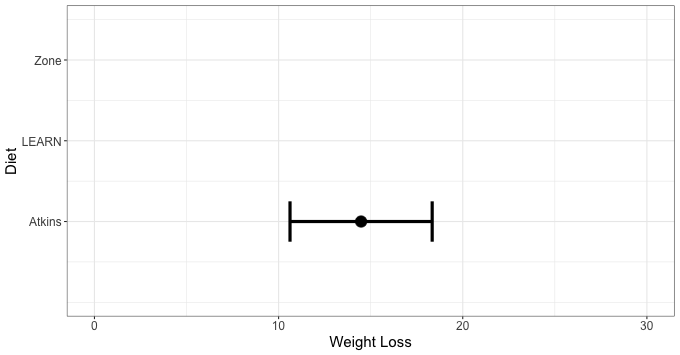 Zone
LEARN
Atkins
Diet
0 10 20 30
Weight Loss